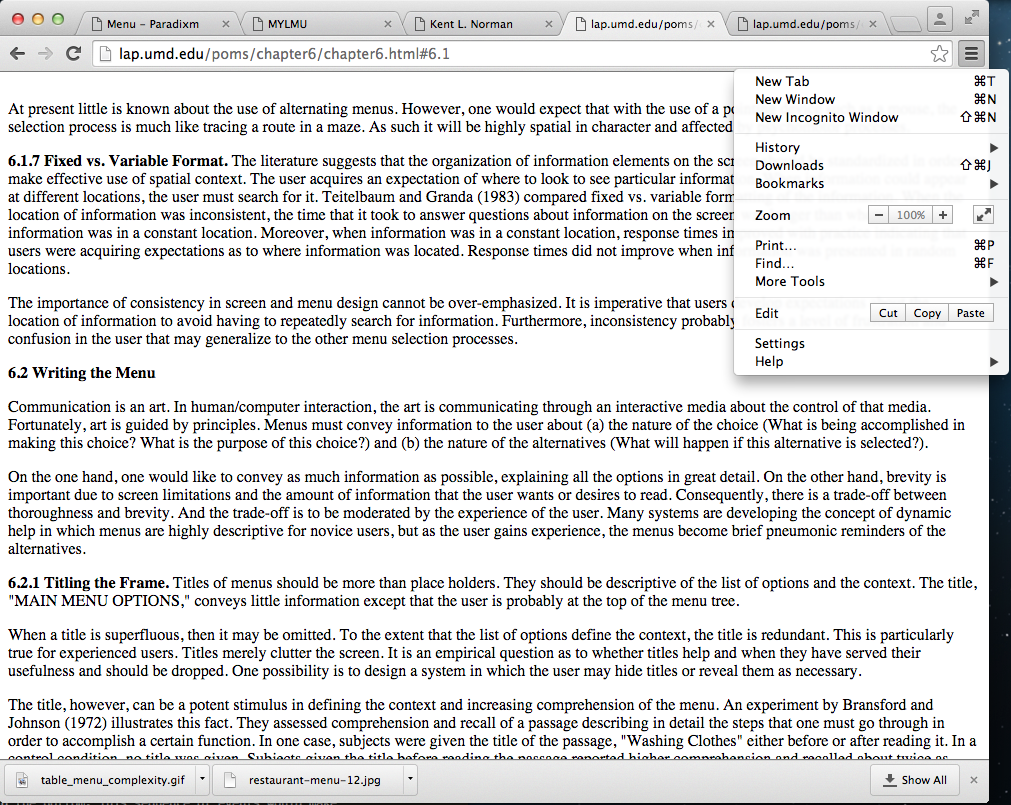 Menu – Paradixm
MYLMU
Kent L. Norman
lap.umd.edu/poms/
lap.umd.edu/poms/
lap.umd.edu/poms/chapter6/chapter6.html#6.1
At present little is known about the use of alternating menus. However, one would expect that with the use of a
selection process is much like tracing a route in a maze. As such it will be highly spatial in character and affected
6.1.7 Fixed vs. Variable Format. The literature suggests that the organization of information elements on the
make effective use of spatial context. The user acquires an expectation of where to look to see particular
at different locations, the user must search for it. Teitelbaum and Granda (1983) compared fixed vs. variable
location of information was inconsistent, the time that it took to answer questions about information on the screen
information was in a constant location. Moreover, when information was in a constant location, response times
users were acquiring expectations as to where information was located. Response times did not improve when
locations.
The importance of consistency in screen and menu design cannot be over-emphasized. It is imperative that users
location of information to avoid having to repeatedly search for information. Furthermore, inconsistency probably
confusion in the user that may generalize to the other menu selection processes.
6.2 Writing the Menu
Communication is an art. In human/computer interaction, the art is communicating through an interactive media about the control of that media.
Fortunately, art is guided by principles. Menus must convey information to the user about (a) the nature of the choice (What is being accomplished in
making this choice? What is the purpose of this choice?) and (b) the nature of the alternatives (What will happen if this alternative is selected?).
On the one hand, one would like to convey as much information as possible, explaining all the options in great detail. On the other hand, brevity is
important due to screen limitations and the amount of information that the user wants or desires to read. Consequently, there is a trade-off between
thoroughness and brevity. And the trade-off is to be moderated by the experience of the user. Many systems are developing the concept of dynamic
help in which menus are highly descriptive for novice users, but as the user gains experience, the menus become brief pneumonic reminders of the
alternatives.
6.2.1 Titling the Frame. Titles of menus should be more than place holders. They should be descriptive of the list of options and the context. The title,
"MAIN MENU OPTIONS," conveys little information except that the user is probably at the top of the menu tree.
When a title is superfluous, then it may be omitted. To the extent that the list of options define the context, the title is redundant. This is particularly
true for experienced users. Titles merely clutter the screen. It is an empirical question as to whether titles help and when they have served their
usefulness and should be dropped. One possibility is to design a system in which the user may hide titles or reveal them as necessary.
The title, however, can be a potent stimulus in defining the context and increasing comprehension of the menu. An experiment by Bransford and
Johnson (1972) illustrates this fact. They assessed comprehension and recall of a passage describing in detail the steps that one must go through in
order to accomplish a certain function. In one case, subjects were given the title of the passage, "Washing Clothes" either before or after reading it. In a
control condition, no title was given. Subjects given the title before reading the passage reported higher comprehension and recalled about twice as
New Tab ⌘T
New Window ⌘N
New Incognito Window ⇧⌘N
History
Downloads ⇧⌘J
Bookmarks
Zoom − 100% +
Print... ⌘P
Find... ⌘F
More Tools
Edit Cut Copy Paste
Settings
Help
table_menu_complexity.gif
restaurant-menu-12.jpg
Show All